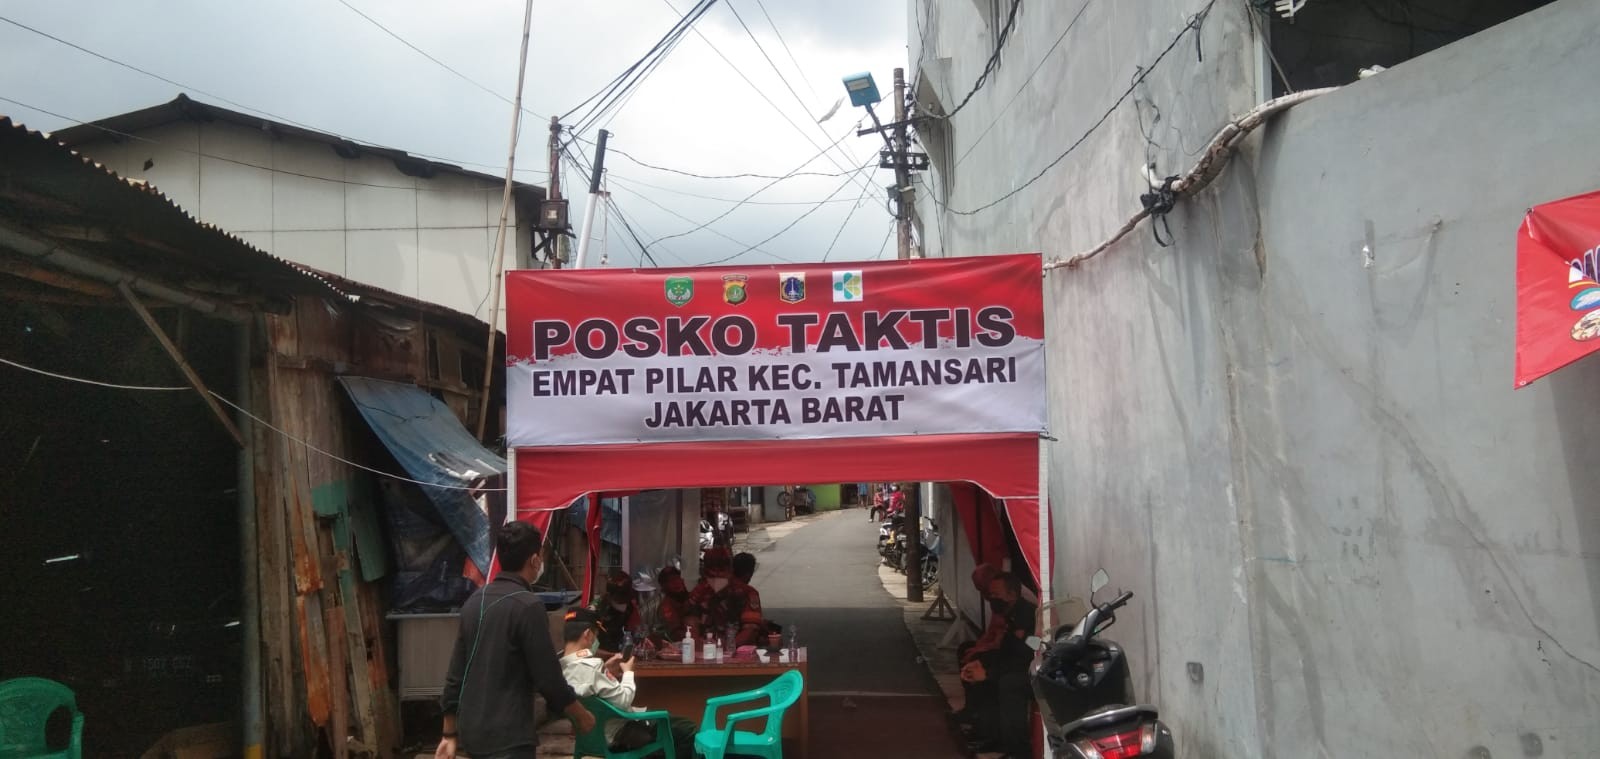 POSKO TAKTIS
EMPAT PILAR KEC. TAMANSARI
JAKARTA BARAT